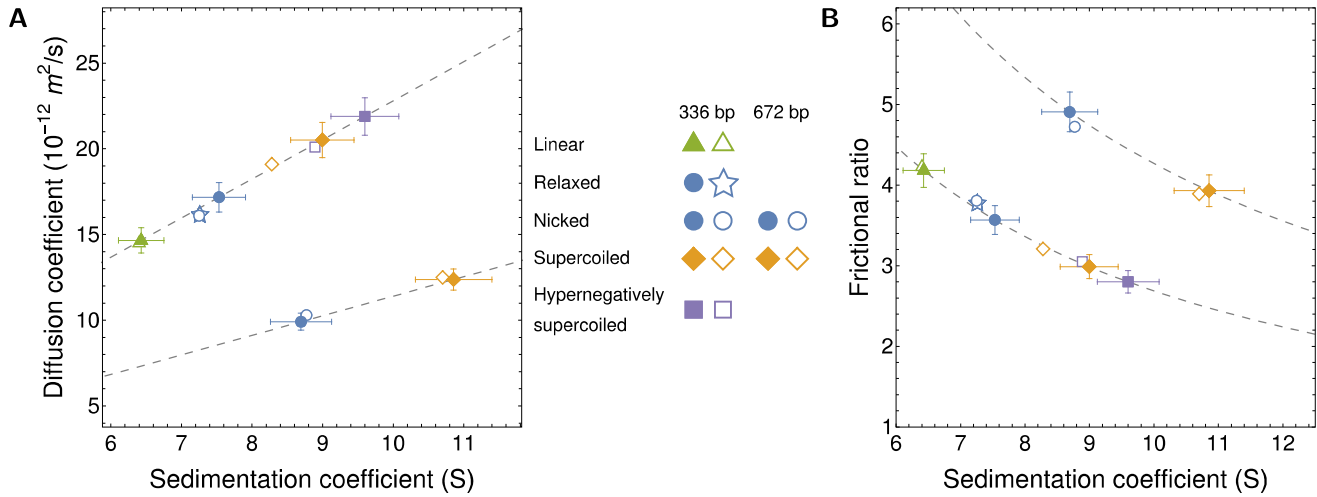 A
Diffusion coefficient (10⁻¹² m²/s)
25
20
15
10
5
6 7 8 9 10 11
Sedimentation coefficient (S)
336 bp 672 bp
Linear
Relaxed
Nicked
Supercoiled
Hypernegatively
supercoiled
B
Frictional ratio
6
5
4
3
2
1
6 7 8 9 10 11 12
Sedimentation coefficient (S)